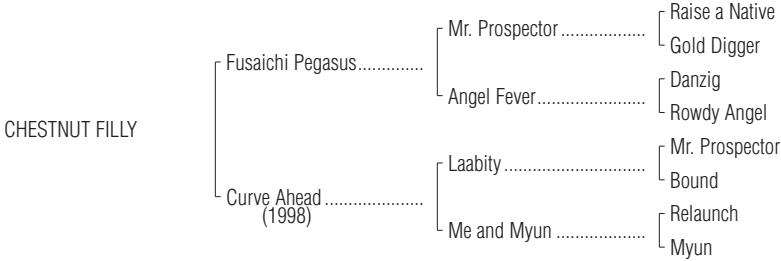 Raise a Native
Mr. Prospector
Gold Digger
Fusaichi Pegasus
Danzig
Angel Fever
Rowdy Angel
CHESTNUT FILLY
Mr. Prospector
Laabity
Bound
Curve Ahead
(1998)
Relaunch
Me and Myun
Myun